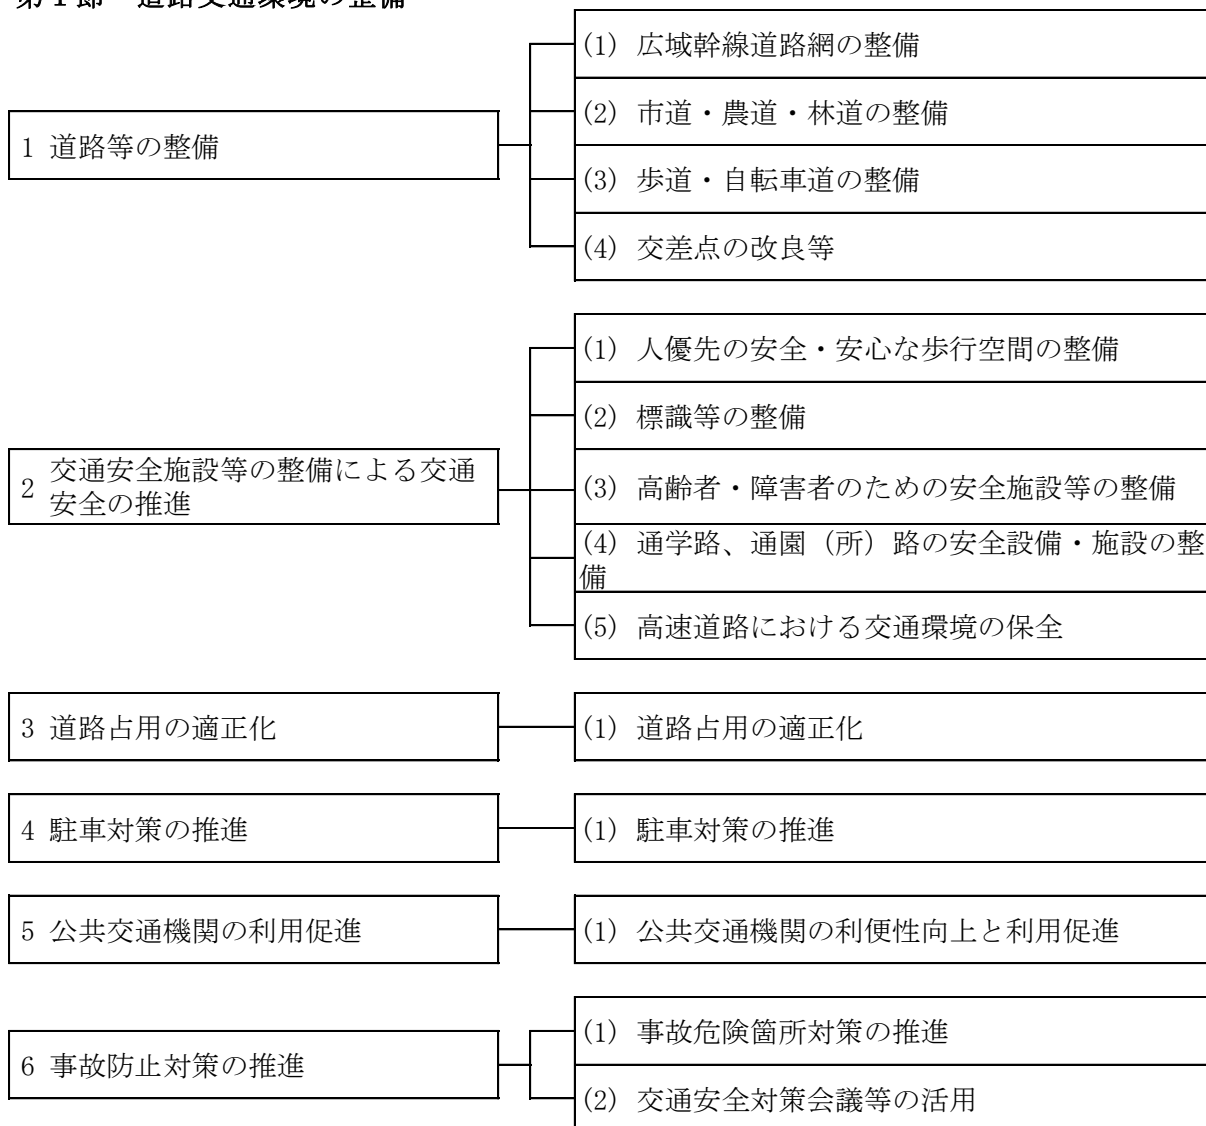 第1節　道路交通環境の整備
1 道路等の整備
(1) 広域幹線道路網の整備
(2) 市道・農道・林道の整備
(3) 歩道・自転車道の整備
(4) 交差点の改良等
2 交通安全施設等の整備による交通
安全の推進
(1) 人優先の安全・安心な歩行空間の整備
(2) 標識等の整備
(3) 高齢者・障害者のための安全施設等の整備
(4) 通学路、通園（所）路の安全設備・施設の整
備
(5) 高速道路における交通環境の保全
3 道路占用の適正化
(1) 道路占用の適正化
4 駐車対策の推進
(1) 駐車対策の推進
5 公共交通機関の利用促進
(1) 公共交通機関の利便性向上と利用促進
6 事故防止対策の推進
(1) 事故危険箇所対策の推進
(2) 交通安全対策会議等の活用